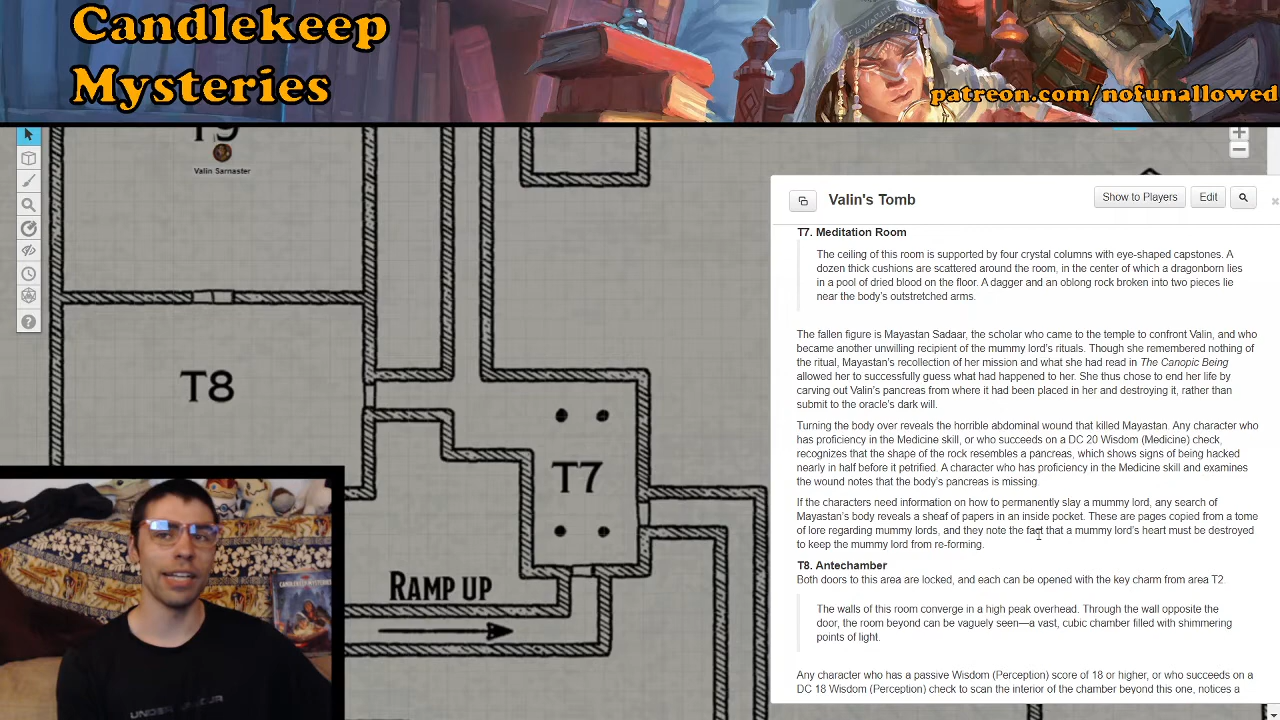 Candlekeep
Mysteries
patreon.com/nofunallowed
T9
Valin Sarnaster
T8
T7
RAMP UP
Valin's Tomb
Show to Players
Edit
T7. Meditation Room
The ceiling of this room is supported by four crystal columns with eye-shaped capstones. A
dozen thick cushions are scattered around the room, in the center of which a dragonborn lies
in a pool of dried blood on the floor. A dagger and an oblong rock broken into two pieces lie
near the body's outstretched arms.
The fallen figure is Mayastan Sadaar, the scholar who came to the temple to confront Valin, and who
became another unwilling recipient of the mummy lord's rituals. Though she remembered nothing of
the ritual, Mayastan's recollection of her mission and what she had read in The Canopic Being
allowed her to successfully guess what had happened to her. She thus chose to end her life by
carving out Valin's pancreas from where it had been placed in her and destroying it, rather than
submit to the oracle's dark will.
Turning the body over reveals the horrible abdominal wound that killed Mayastan. Any character who
has proficiency in the Medicine skill, or who succeeds on a DC 20 Wisdom (Medicine) check,
recognizes that the shape of the rock resembles a pancreas, which shows signs of being hacked
nearly in half before it petrified. A character who has proficiency in the Medicine skill and examines
the wound notes that the body's pancreas is missing.
If the characters need information on how to permanently slay a mummy lord, any search of
Mayastan's body reveals a sheaf of papers in an inside pocket. These are pages copied from a tome
of lore regarding mummy lords, and they note the fact that a mummy lord's heart must be destroyed
to keep the mummy lord from re-forming.
T8. Antechamber
Both doors to this area are locked, and each can be opened with the key charm from area T2.
The walls of this room converge in a high peak overhead. Through the wall opposite the
door, the room beyond can be vaguely seen—a vast, cubic chamber filled with shimmering
points of light.
Any character who has a passive Wisdom (Perception) score of 18 or higher, or who succeeds on a
DC 18 Wisdom (Perception) check to scan the interior of the chamber beyond this one, notices a
CANDLEKEEP MYSTERIES
UNDER ARMOUR